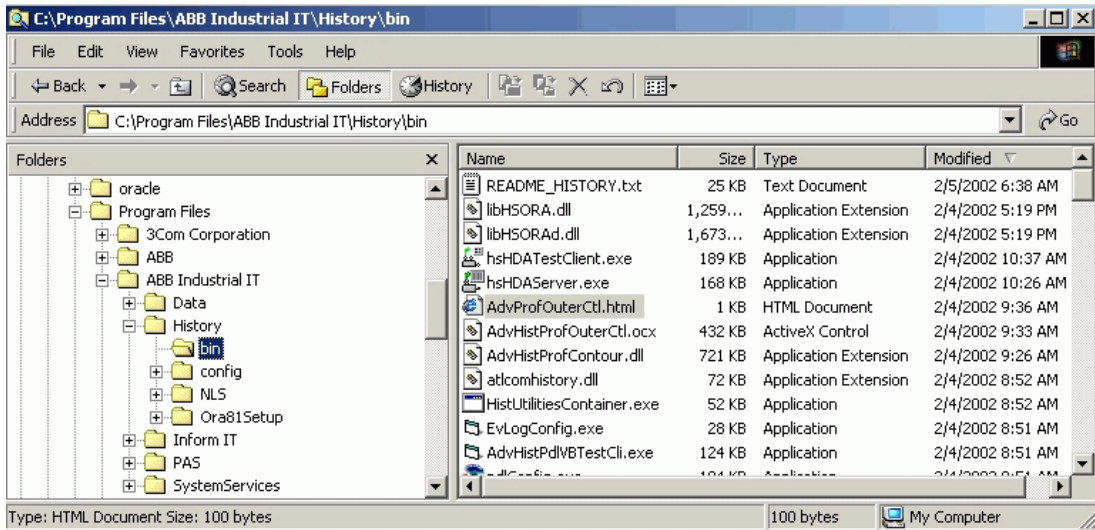 C:\Program Files\ABB Industrial IT\History\bin
File Edit View Favorites Tools Help
Back Search Folders History
Address C:\Program Files\ABB Industrial IT\History\bin Go
Folders
oracle
Program Files
3Com Corporation
ABB
ABB Industrial IT
Data
History
bin
config
NLS
Ora81Setup
Inform IT
PAS
SystemServices
Name Size Type Modified
README_HISTORY.txt 25 KB Text Document 2/5/2002 6:38 AM
libHSORA.dll 1,259... Application Extension 2/4/2002 5:19 PM
libHSORAd.dll 1,673... Application Extension 2/4/2002 5:19 PM
hsHDATestClient.exe 189 KB Application 2/4/2002 10:37 AM
hsHDAServer.exe 168 KB Application 2/4/2002 10:26 AM
AdvProfOuterCtl.html 1 KB HTML Document 2/4/2002 9:36 AM
AdvHistProfOuterCtl.ocx 432 KB ActiveX Control 2/4/2002 9:33 AM
AdvHistProfContour.dll 721 KB Application Extension 2/4/2002 9:26 AM
atlcomhistory.dll 72 KB Application Extension 2/4/2002 8:52 AM
HistUtilitiesContainer.exe 52 KB Application 2/4/2002 8:52 AM
EvLogConfig.exe 28 KB Application 2/4/2002 8:51 AM
AdvHistPdlVBTestCli.exe 124 KB Application 2/4/2002 8:51 AM
Type: HTML Document Size: 100 bytes 100 bytes My Computer